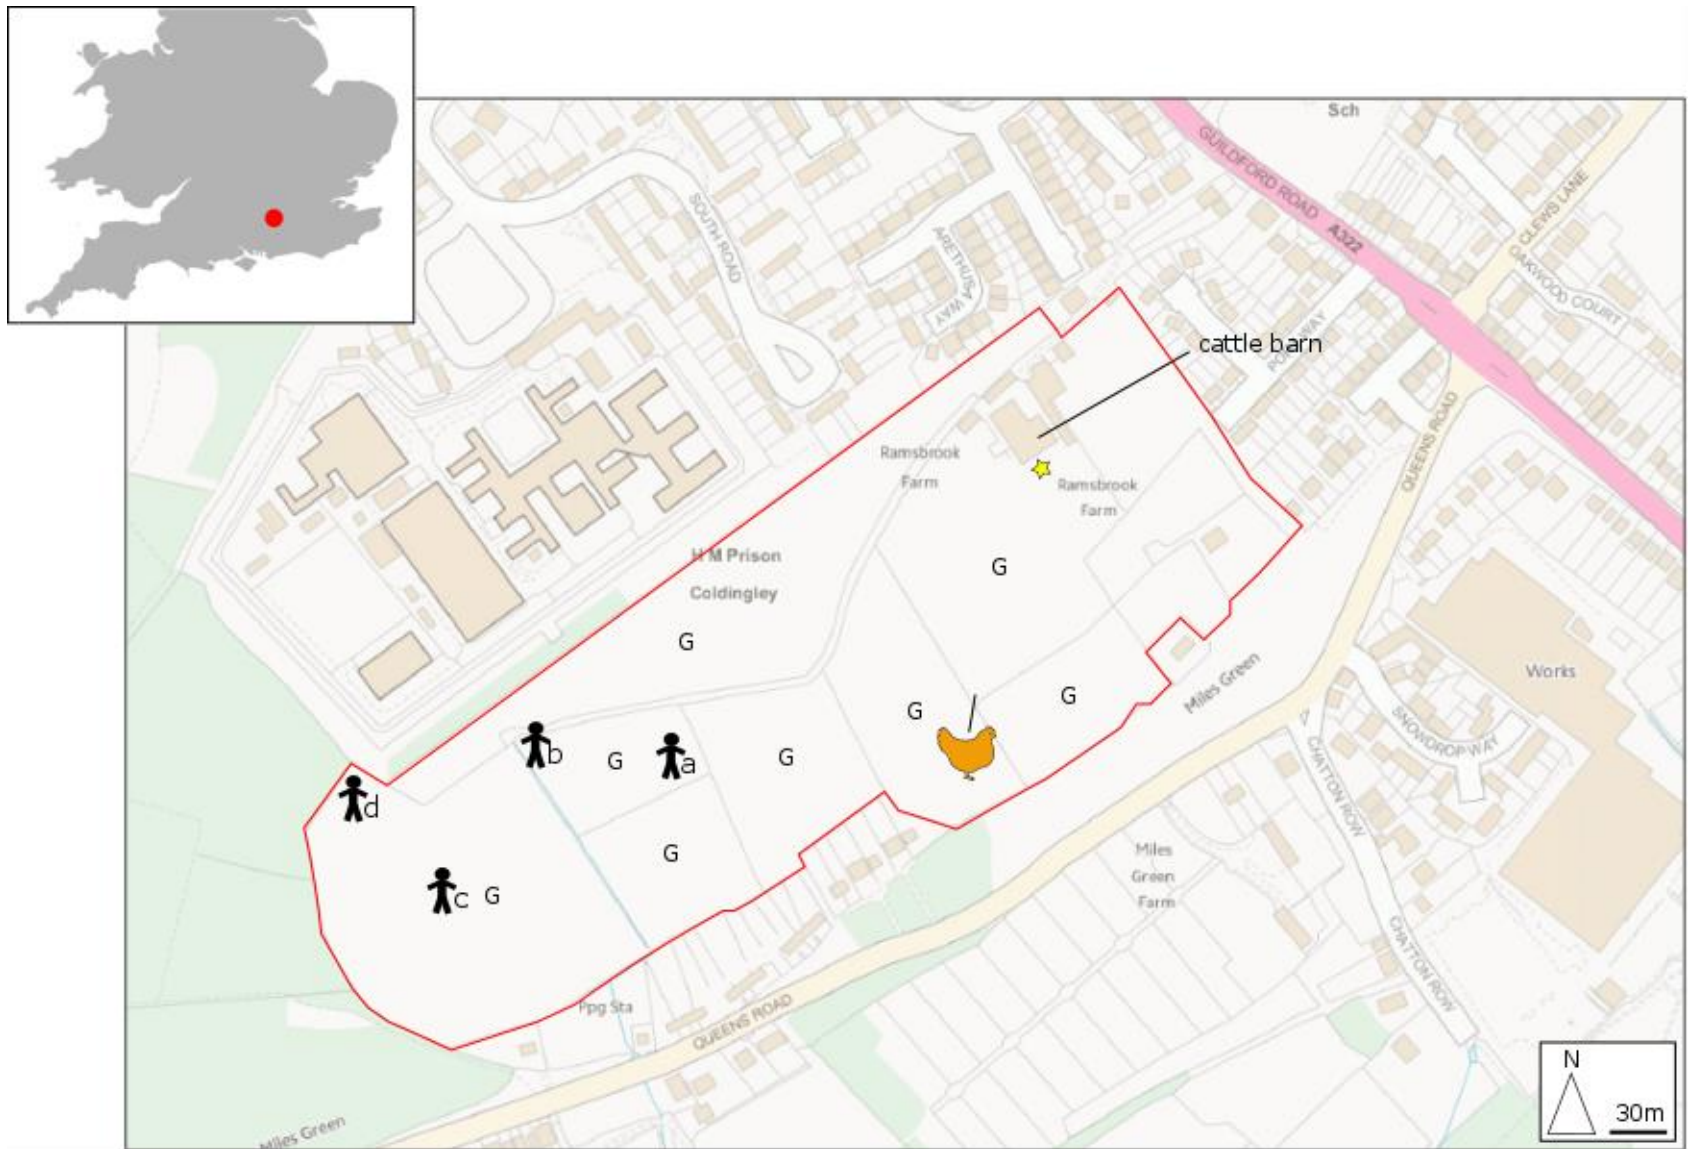 Sch
GUILDFORD ROAD
A322
CLEWS LANE
OAKWOOD COURT
SOUTH ROAD
ARETHUSA WAY
cattle barn
QUEENS ROAD
Ramsbrook
Farm
Ramsbrook
Farm
H M Prison
Coldingley
G
G
Works
Miles Green
G
G
SNOWDROP WAY
b
G
a
G
d
CHATTON ROW
G
Miles
Green
Farm
c
G
CHATTON ROW
Ppg Sta
QUEENS ROAD
Miles Green
N
30m